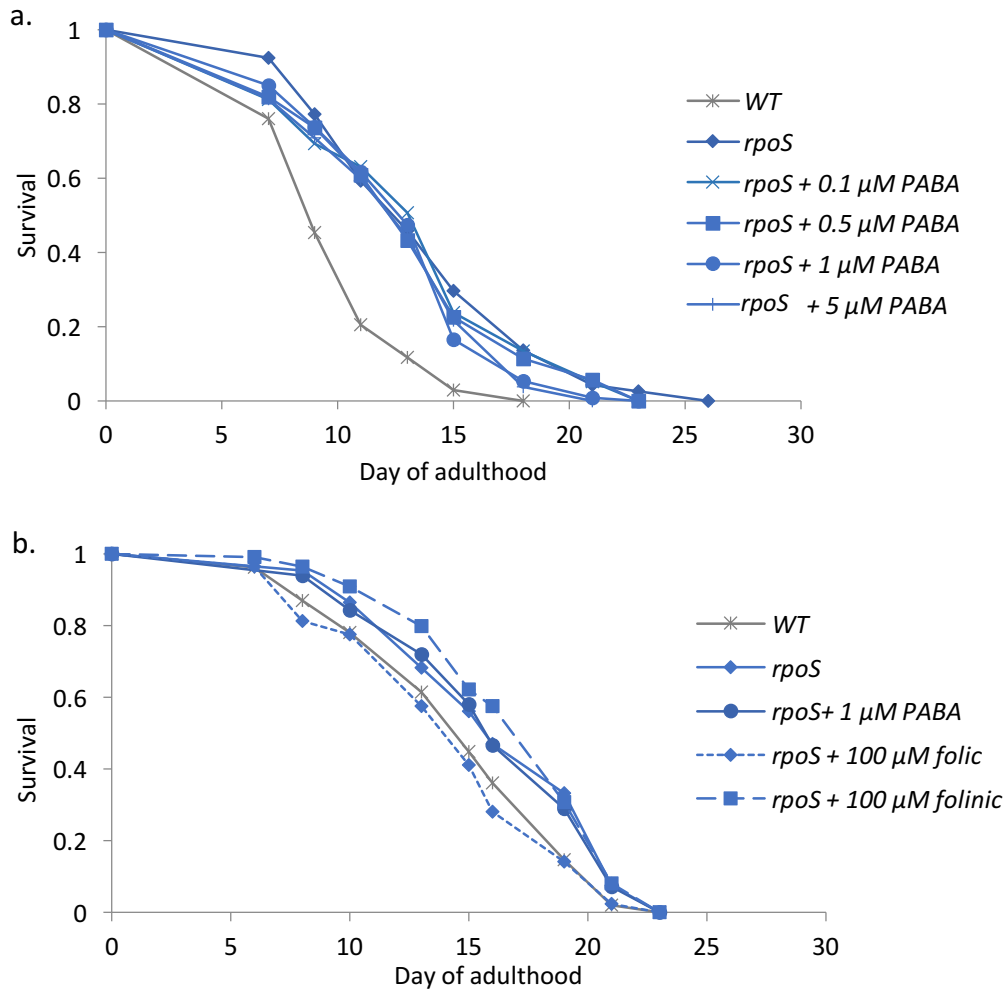 a.
1
0.8
0.6
0.4
0.2
0
Survival
0 5 10 15 20 25 30
Day of adulthood
WT
rpoS
rpoS + 0.1 µM PABA
rpoS + 0.5 µM PABA
rpoS + 1 µM PABA
rpoS + 5 µM PABA
b.
1
0.8
0.6
0.4
0.2
0
Survival
0 5 10 15 20 25 30
Day of adulthood
WT
rpoS
rpoS+ 1 µM PABA
rpoS + 100 µM folic
rpoS + 100 µM folinic